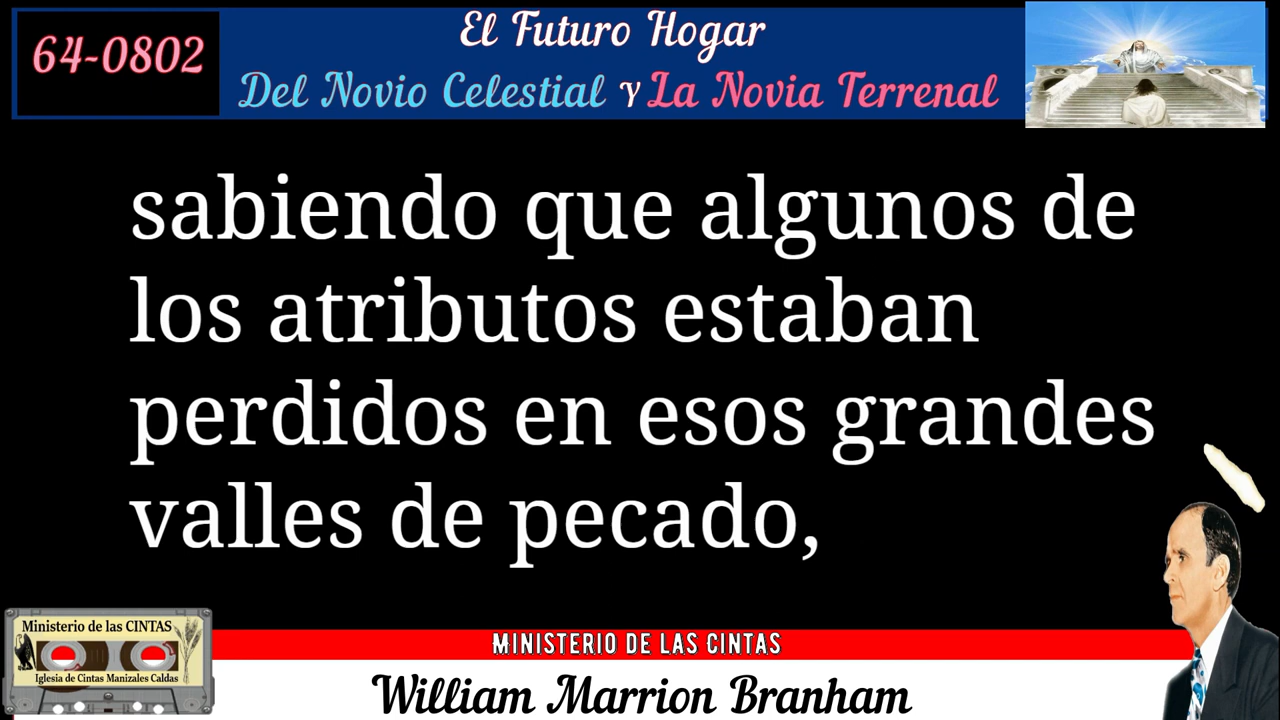 64-0802
El Futuro Hogar
Del Novio Celestial Y La Novia Terrenal
sabiendo que algunos de
los atributos estaban
perdidos en esos grandes
valles de pecado,
Ministerio de las CINTAS
Iglesia de Cintas Manizales Caldas
MINISTERIO DE LAS CINTAS
William Marrion Branham